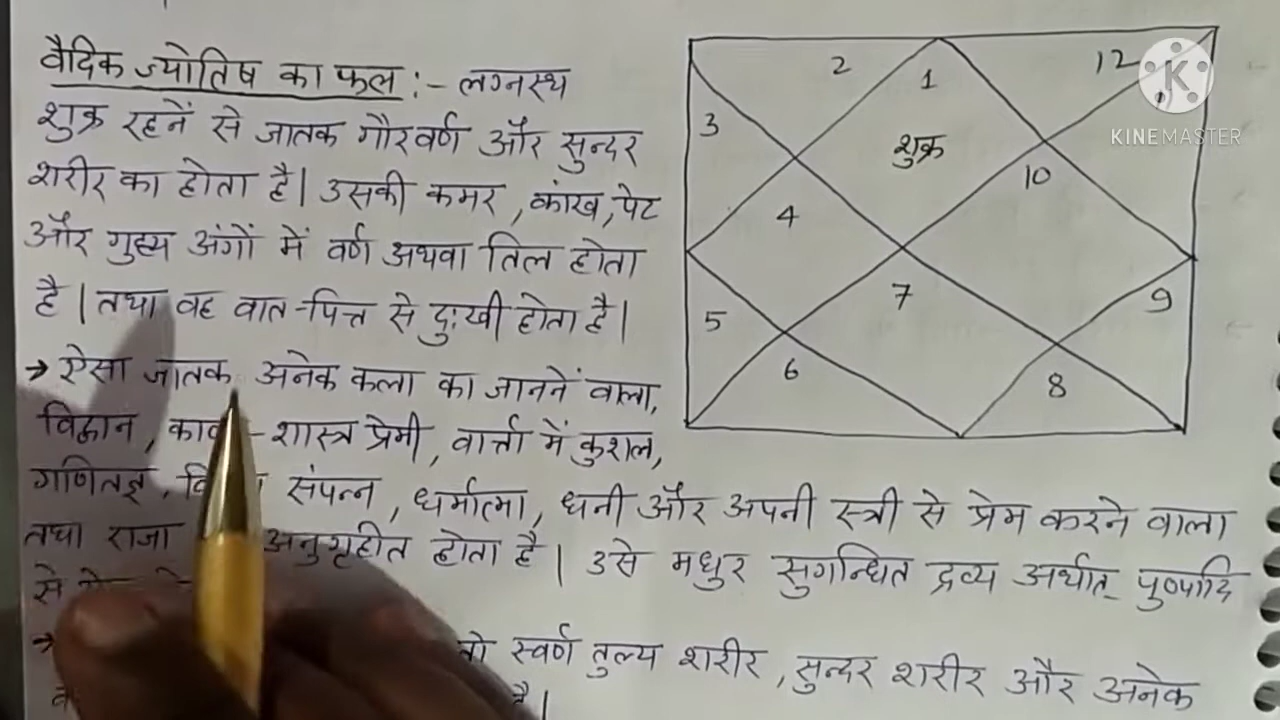 वैदिक ज्योतिष का फल :- लग्नस्थ
शुक्र रहनें से जातक गौरवर्ण और सुन्दर
शरीर का होता है। उसकी कमर, कांख, पेट
और गुह्य अंगों में वर्ण अथवा तिल होता
है। तथा वह वात-पित्त से दुःखी होता है।
→ ऐसा जातक अनेक कला का जाननें वाला,
विद्वान, शास्त्र प्रेमी, वार्त्ता में कुशल,
गणितज्ञ, संपन्न, धर्मात्मा, धनी और अपनी स्त्री से प्रेम करने वाला
तथा राजा अनुगृहीत होता है। उसे मधुर सुगन्धित द्रव्य अर्थात् पुष्पादि
से
→ तो स्वर्ण तुल्य शरीर, सुन्दर शरीर और अनेक
है।
2
1
12
3
शुक्र
10
4
5
7
9
6
8
KINEMASTER